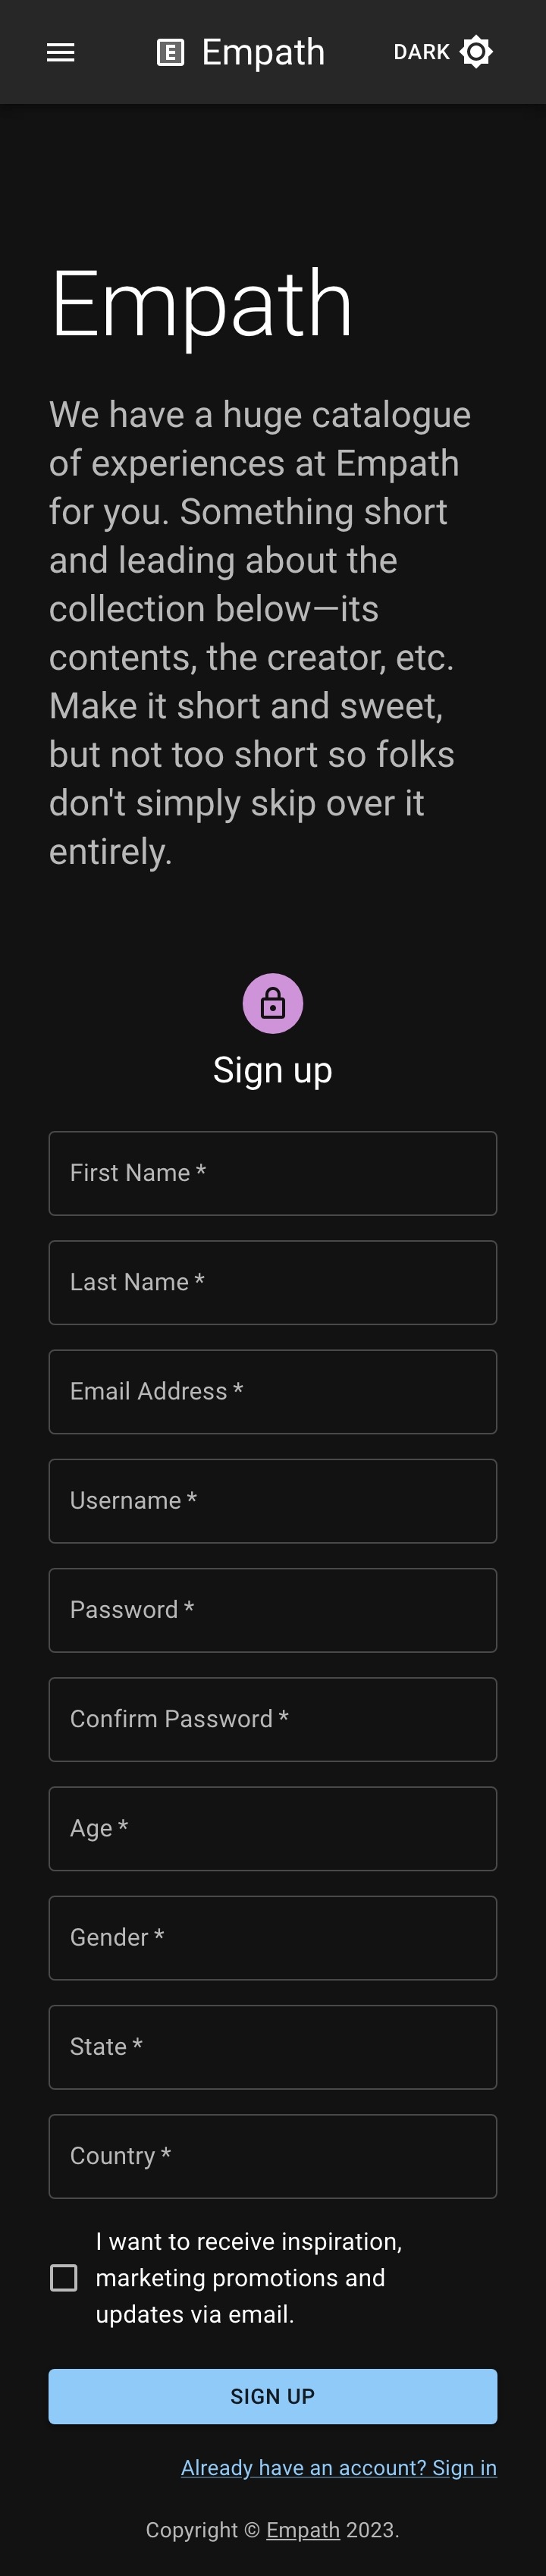 E Empath DARK
Empath
We have a huge catalogue
of experiences at Empath
for you. Something short
and leading about the
collection below—its
contents, the creator, etc.
Make it short and sweet,
but not too short so folks
don't simply skip over it
entirely.
Sign up
First Name *
Last Name *
Email Address *
Username *
Password *
Confirm Password *
Age *
Gender *
State *
Country *
I want to receive inspiration,
marketing promotions and
updates via email.
SIGN UP
Already have an account? Sign in
Copyright © Empath 2023.